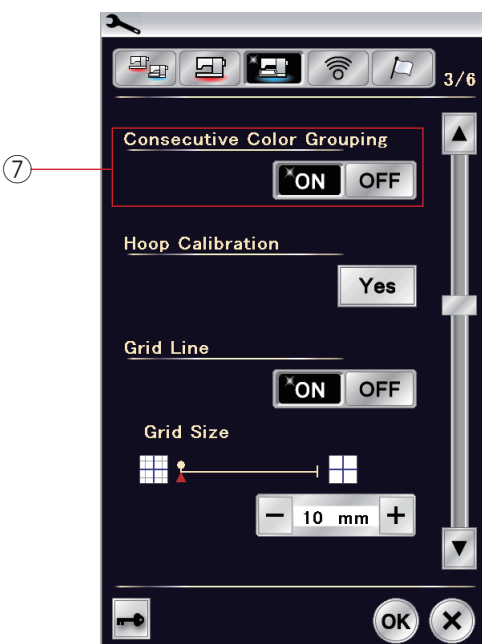 3/6
Consecutive Color Grouping
⑦
ON OFF
Hoop Calibration
Yes
Grid Line
ON OFF
Grid Size
− 10 mm +
OK